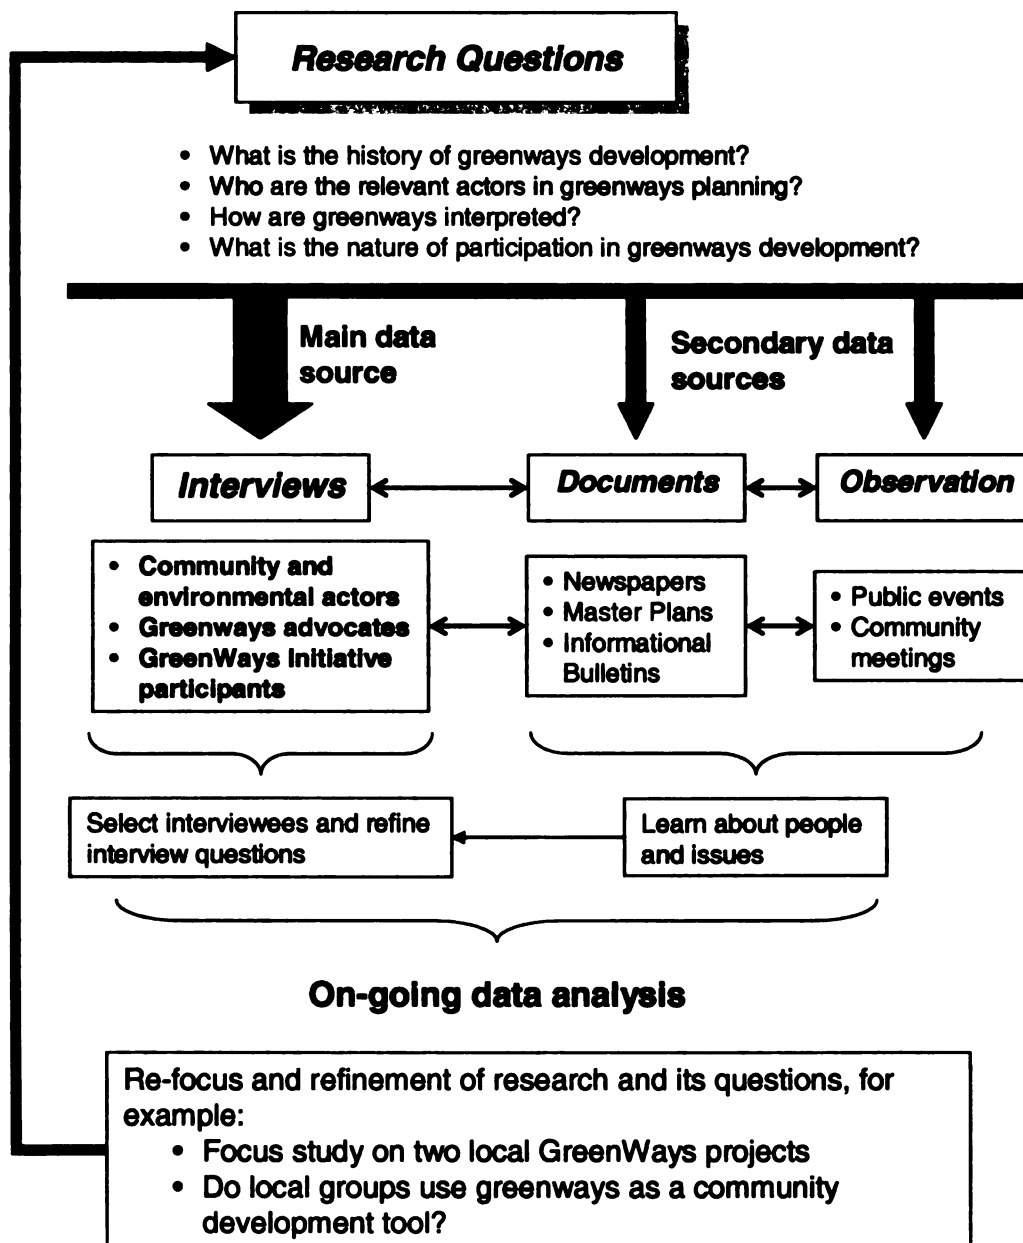 Research Questions
• What is the history of greenways development?
• Who are the relevant actors in greenways planning?
• How are greenways interpreted?
• What is the nature of participation in greenways development?
Main data
source
Secondary data
sources
Interviews
Documents
Observation
• Community and
environmental actors
• Greenways advocates
• GreenWays Initiative
participants
• Newspapers
• Master Plans
• Informational
Bulletins
• Public events
• Community
meetings
Select interviewees and refine
interview questions
Learn about people
and issues
On-going data analysis
Re-focus and refinement of research and its questions, for
example:
• Focus study on two local GreenWays projects
• Do local groups use greenways as a community
development tool?